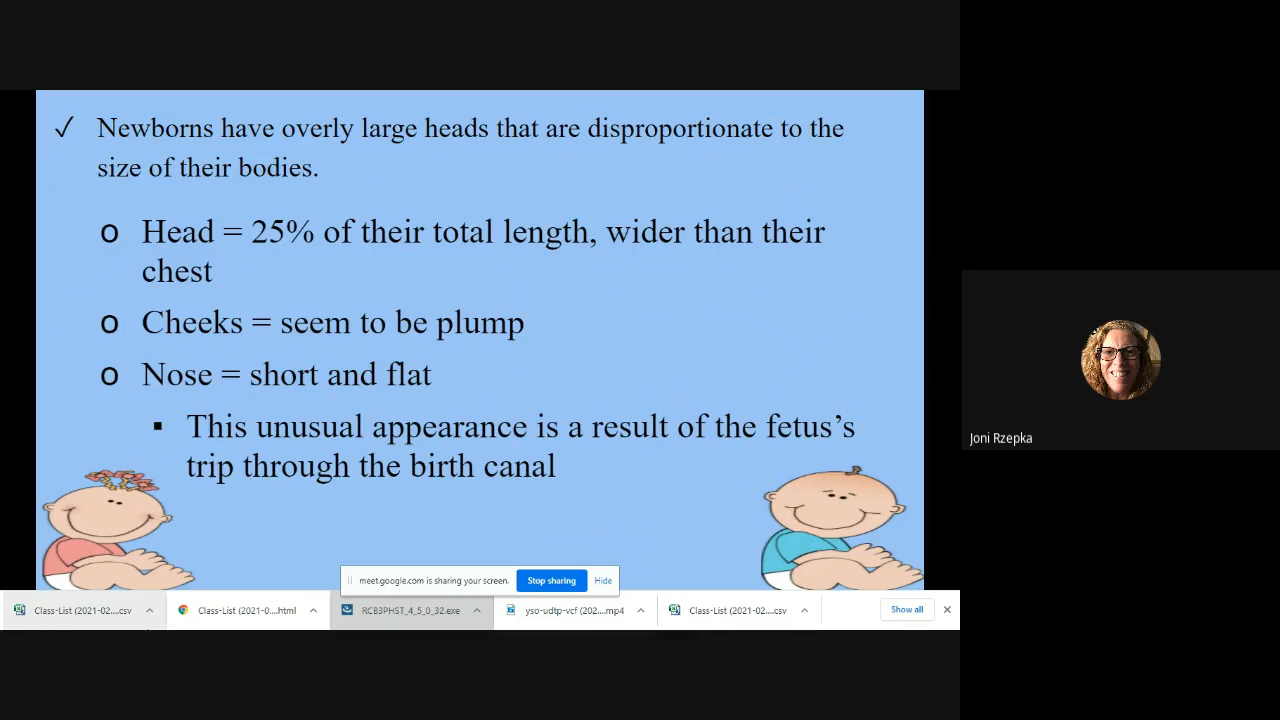 ✓ Newborns have overly large heads that are disproportionate to the
size of their bodies.
o Head = 25% of their total length, wider than their
chest
o Cheeks = seem to be plump
o Nose = short and flat
▪ This unusual appearance is a result of the fetus’s
trip through the birth canal
Joni Rzepka
meet.google.com is sharing your screen. Stop sharing Hide
Class-List (2021-02....csv Class-List (2021-0....html RCB3PHST_4_5_0_32.exe yso-udtp-vcf (202....mp4 Class-List (2021-02....csv Show all